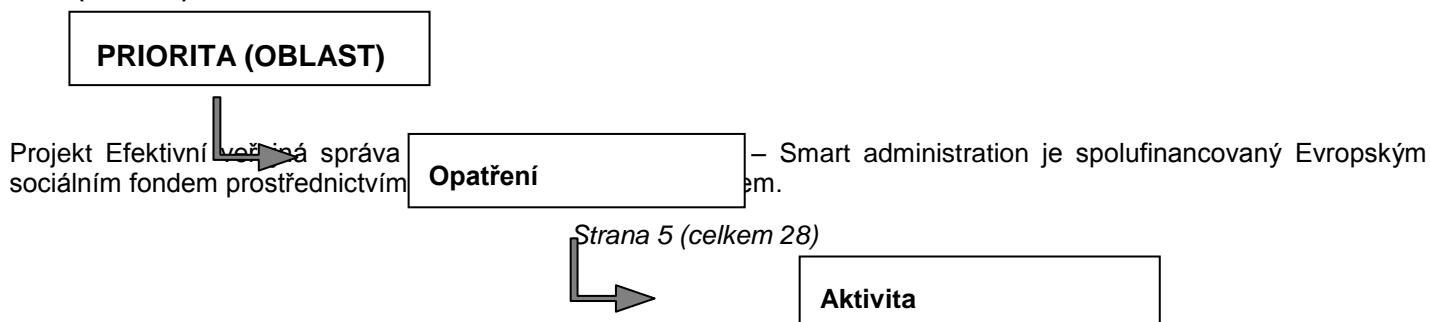 PRIORITA (OBLAST)
Projekt Efektivní veřejná správa – Smart administration je spolufinancovaný Evropským
Opatření
sociálním fondem prostřednictvím em.
Strana 5 (celkem 28)
Aktivita